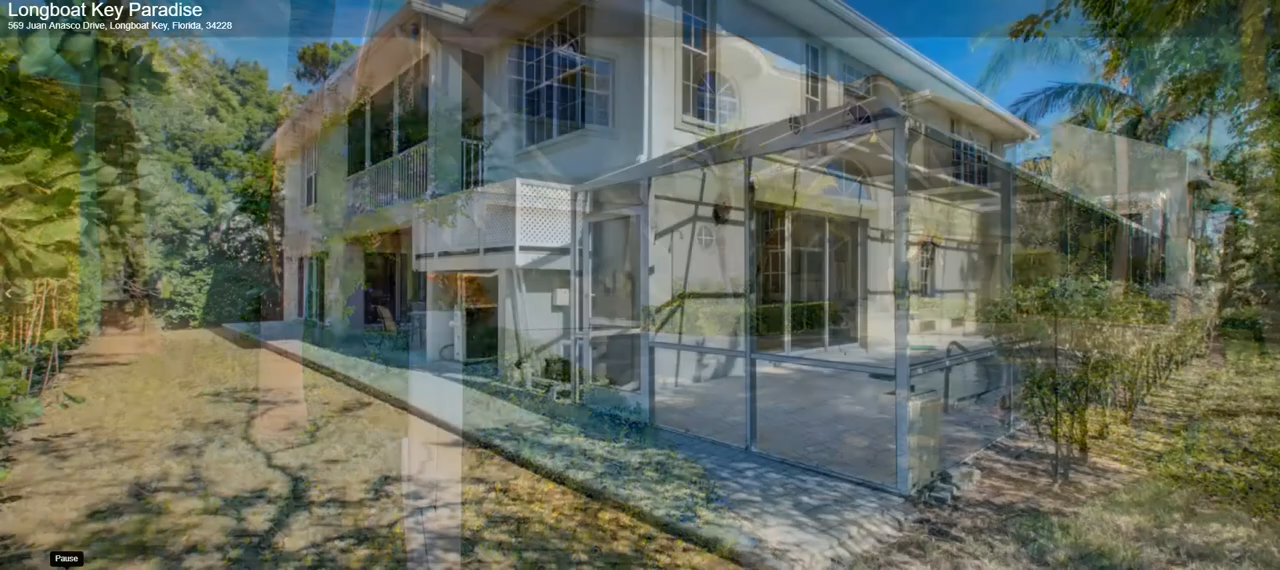 Longboat Key Paradise
569 Juan Anasco Drive, Longboat Key, Florida, 34228
Pause